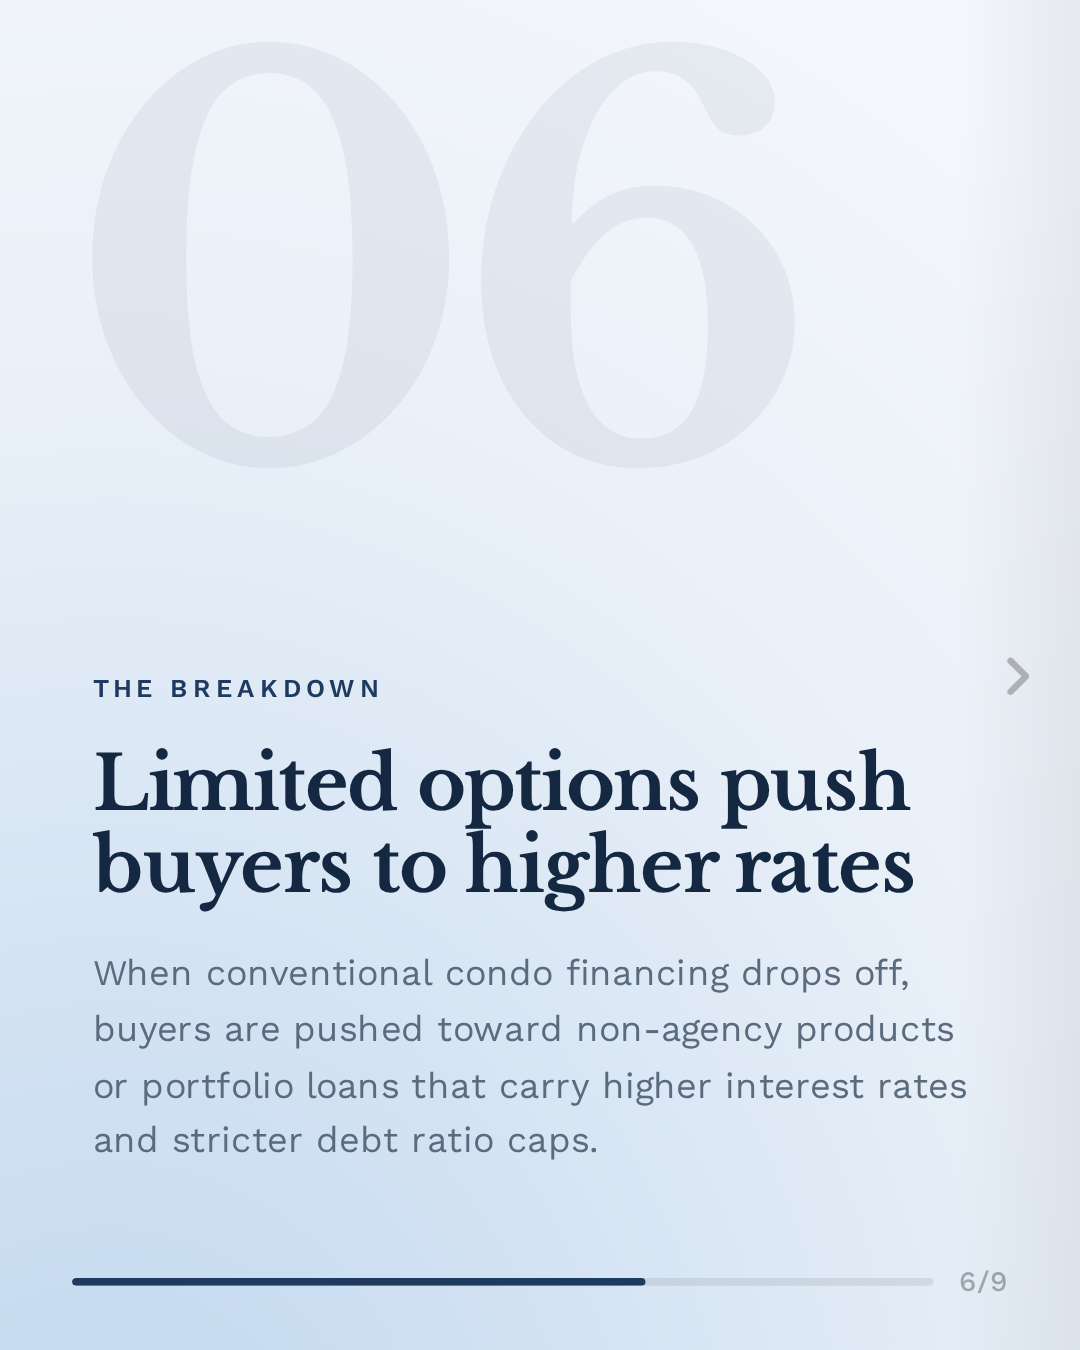 06
THE BREAKDOWN
Limited options push
buyers to higher rates
When conventional condo financing drops off,
buyers are pushed toward non-agency products
or portfolio loans that carry higher interest rates
and stricter debt ratio caps.
6/9